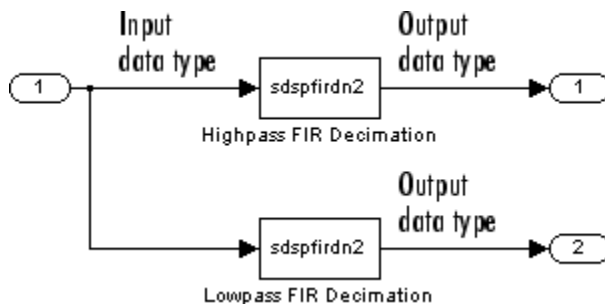 Input
data type
Output
data type
1
sdspfirdn2
1
Highpass FIR Decimation
Output
data type
sdspfirdn2
2
Lowpass FIR Decimation